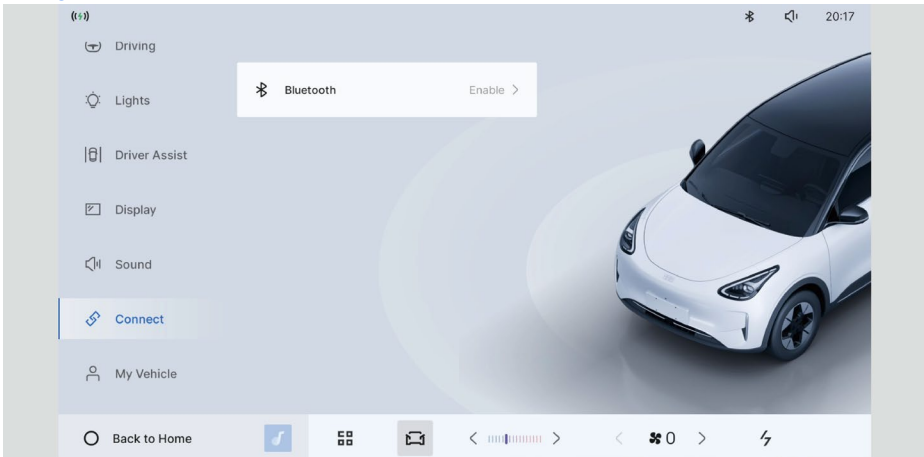 20:17
Driving
Bluetooth
Enable
Lights
Driver Assist
Display
Sound
Connect
My Vehicle
Back to Home
0